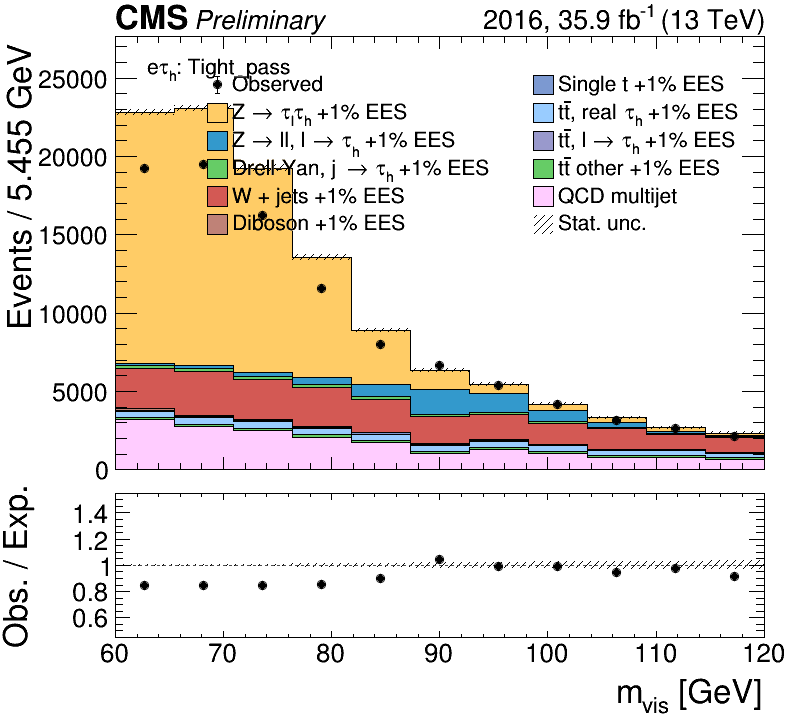 CMS Preliminary 2016, 35.9 fb⁻¹ (13 TeV)
Events / 5.455 GeV
25000
20000
15000
10000
5000
0
eτₕ: Tight_pass
Observed
Z → τₗτₕ +1% EES
Z → ll, l → τₕ +1% EES
Drell-Yan, j → τₕ +1% EES
W + jets +1% EES
Diboson +1% EES
Single t +1% EES
tt̄, real τₕ +1% EES
tt̄, l → τₕ +1% EES
tt̄ other +1% EES
QCD multijet
Stat. unc.
Obs. / Exp.
1.4
1.2
1
0.8
0.6
60 70 80 90 100 110 120
m_vis [GeV]